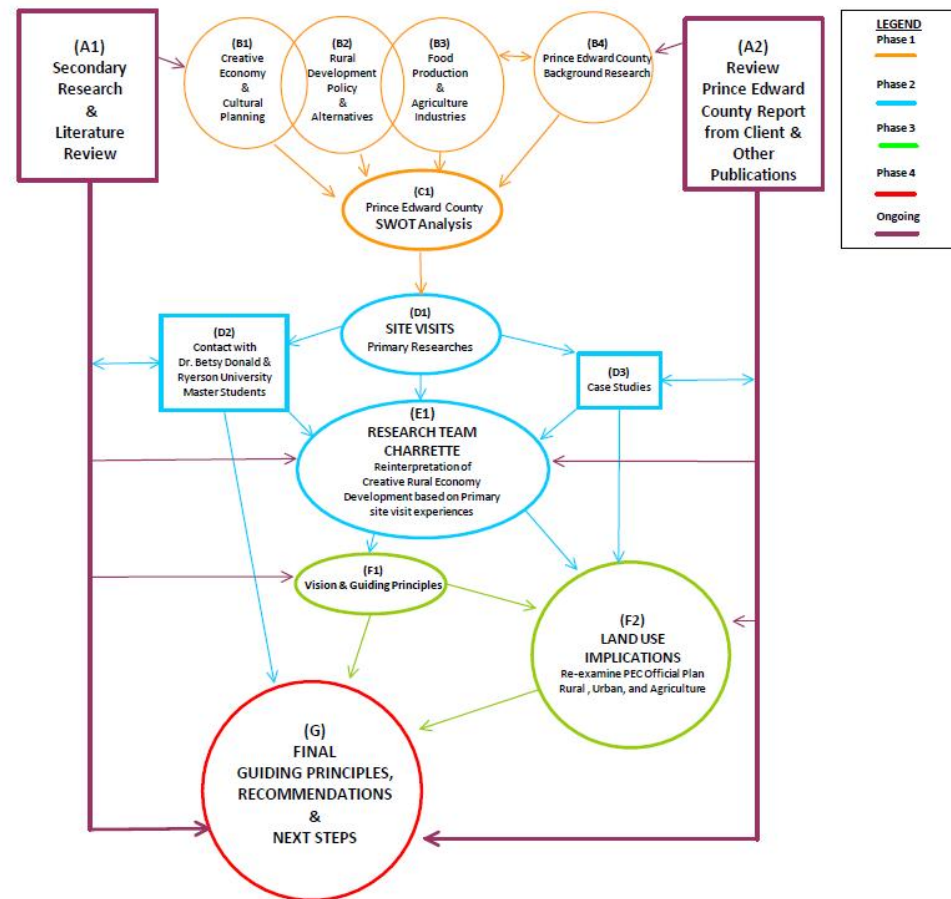 (A1)
Secondary
Research
&
Literature
Review
(B1)
Creative
Economy
&
Cultural
Planning
(B2)
Rural
Development
Policy
&
Alternatives
(B3)
Food
Production
&
Agriculture
Industries
(B4)
Prince Edward County
Background Research
(A2)
Review
Prince Edward
County Report
from Client &
Other
Publications
LEGEND
Phase 1
Phase 2
Phase 3
Phase 4
Ongoing
(C1)
Prince Edward County
SWOT Analysis
(D1)
SITE VISITS
Primary Researches
(D2)
Contact with
Dr. Betsy Donald &
Ryerson University
Master Students
(D3)
Case Studies
(E1)
RESEARCH TEAM
CHARRETTE
Reinterpretation of
Creative Rural Economy
Development based on Primary
site visit experiences
(F1)
Vision & Guiding Principles
(F2)
LAND USE
IMPLICATIONS
Re-examine PEC Official Plan
Rural , Urban, and Agriculture
(G)
FINAL
GUIDING PRINCIPLES,
RECOMMENDATIONS
&
NEXT STEPS